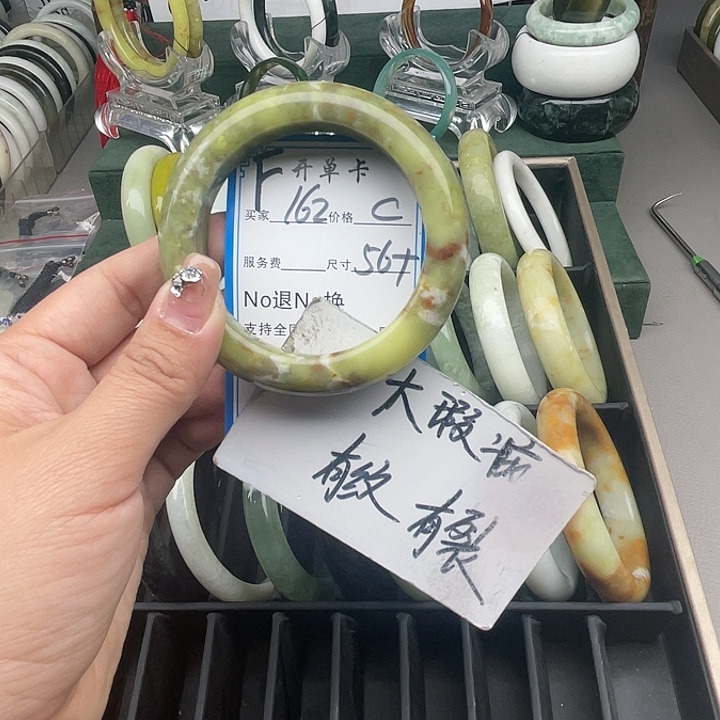 F 开单卡
买家 162 价格 C
服务费 尺寸 56+
No退No换
支持全国
大瑕疵
有纹 有裂